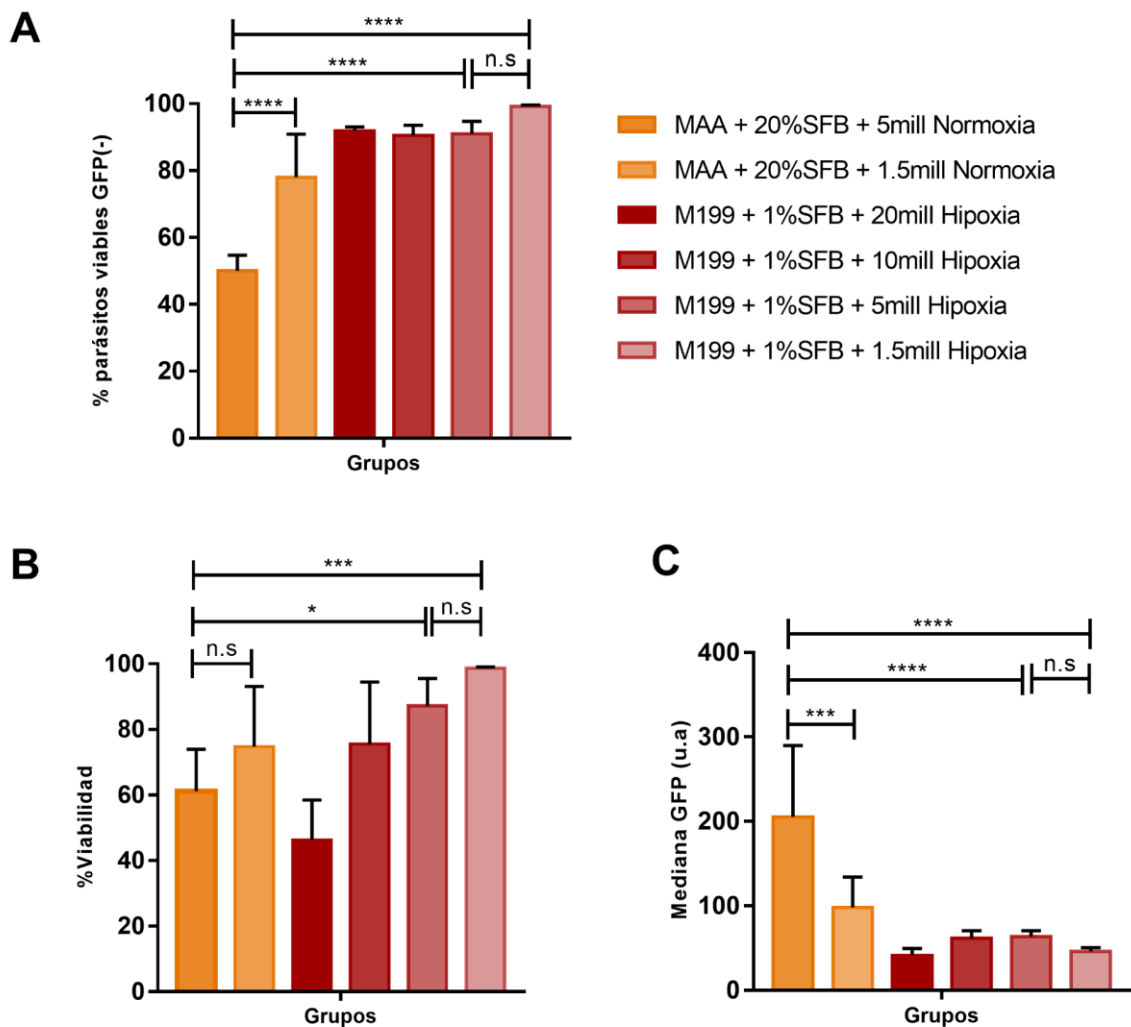 A
****
****
n.s
****
100
80
60
40
20
0
% parásitos viables GFP(-)
Grupos
MAA + 20%SFB + 5mill Normoxia
MAA + 20%SFB + 1.5mill Normoxia
M199 + 1%SFB + 20mill Hipoxia
M199 + 1%SFB + 10mill Hipoxia
M199 + 1%SFB + 5mill Hipoxia
M199 + 1%SFB + 1.5mill Hipoxia
B
***
*
n.s
n.s
100
80
60
40
20
0
%Viabilidad
Grupos
C
****
****
n.s
***
400
300
200
100
0
Mediana GFP (u.a)
Grupos